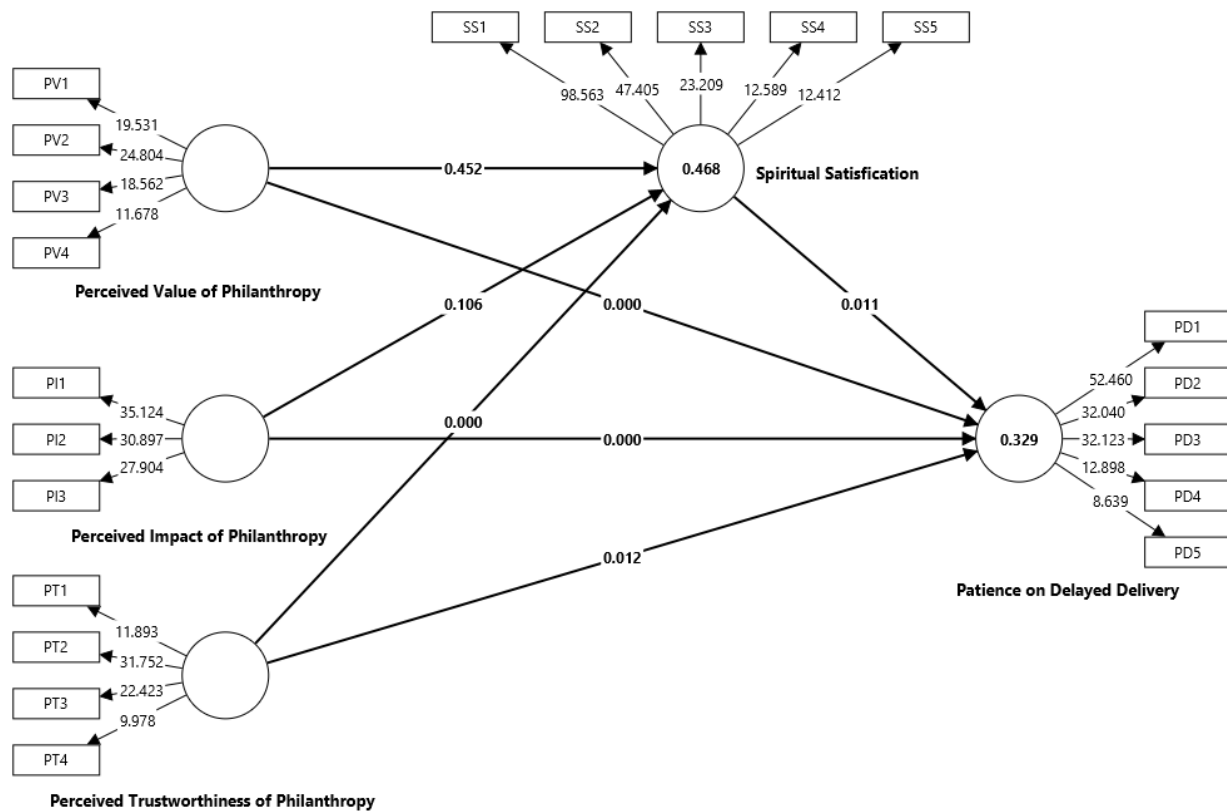 SS1 SS2 SS3 SS4 SS5
98.563 47.405 23.209 12.589 12.412
PV1
19.531
PV2
24.804
PV3
18.562
11.678
PV4
Perceived Value of Philanthropy
0.452
0.468
Spiritual Satisfication
0.106
0.000
0.011
PI1
35.124
PI2
30.897
27.904
PI3
Perceived Impact of Philanthropy
0.000
0.000
0.329
PD1
52.460
PD2
32.040
PD3
32.123
12.898
PD4
8.639
PD5
Patience on Delayed Delivery
0.012
PT1
11.893
PT2
31.752
PT3
22.423
9.978
PT4
Perceived Trustworthiness of Philanthropy